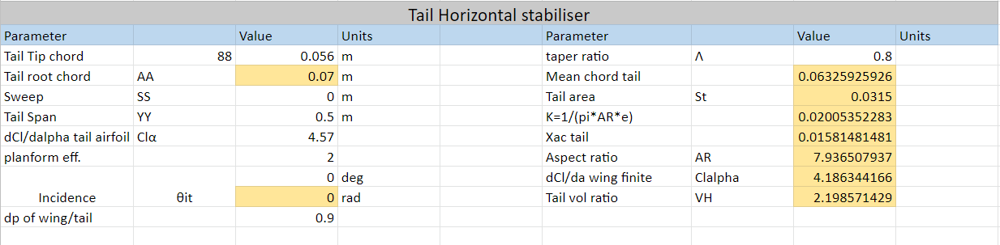 Tail Horizontal stabiliser
Parameter Value Units Parameter Value Units
Tail Tip chord 88 0.056 m taper ratio Λ 0.8
Tail root chord AA 0.07 m Mean chord tail 0.06325925926
Sweep SS 0 m Tail area St 0.0315
Tail Span YY 0.5 m K=1/(pi*AR*e) 0.02005352283
dCl/dalpha tail airfoil Clα 4.57 Xac tail 0.01581481481
planform eff. 2 Aspect ratio AR 7.936507937
0 deg dCl/da wing finite Clalpha 4.186344166
Incidence θit 0 rad Tail vol ratio VH 2.198571429
dp of wing/tail 0.9